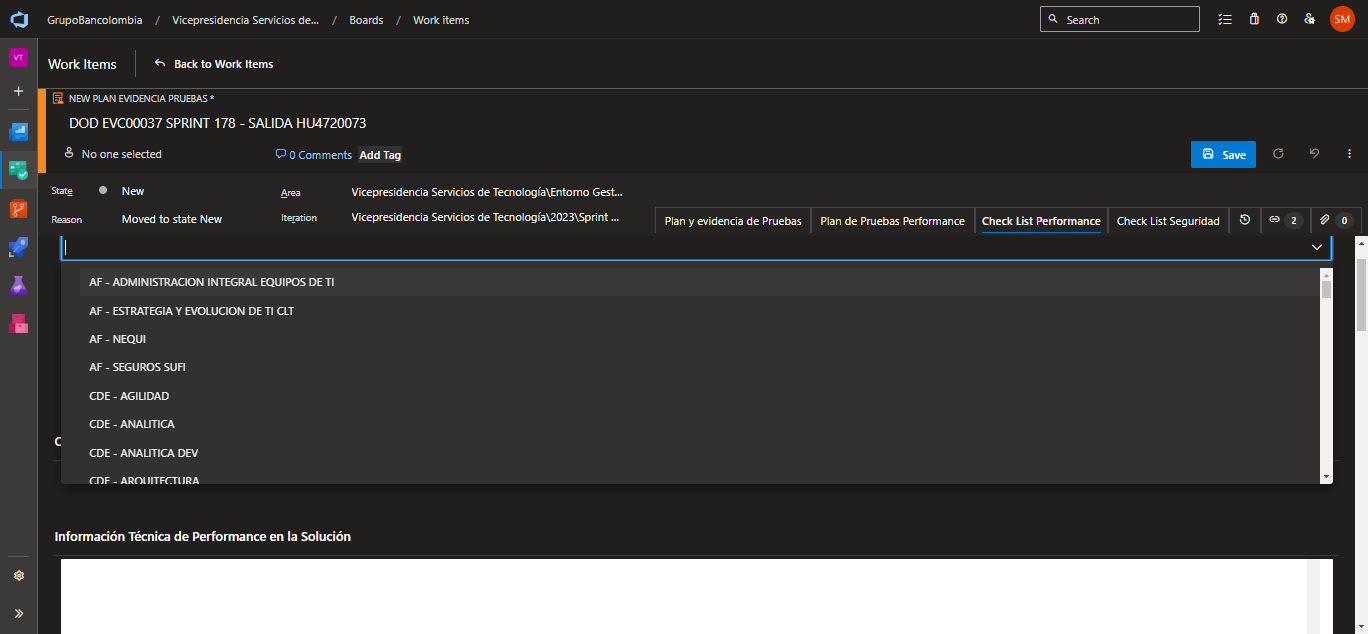 GrupoBancolombia / Vicepresidencia Servicios de... / Boards / Work items
Search
SM
VT
Work Items
Back to Work Items
NEW PLAN EVIDENCIA PRUEBAS *
DOD EVC00037 SPRINT 178 - SALIDA HU4720073
No one selected
0 Comments
Add Tag
Save
State
New
Area
Vicepresidencia Servicios de Tecnología\Entorno Gest...
Reason
Moved to state New
Iteration
Vicepresidencia Servicios de Tecnología\2023\Sprint ...
Plan y evidencia de Pruebas
Plan de Pruebas Performance
Check List Performance
Check List Seguridad
2
0
AF - ADMINISTRACION INTEGRAL EQUIPOS DE TI
AF - ESTRATEGIA Y EVOLUCION DE TI CLT
AF - NEQUI
AF - SEGUROS SUFI
CDE - AGILIDAD
CDE - ANALITICA
CDE - ANALITICA DEV
CDE - ARQUITECTURA
Información Técnica de Performance en la Solución